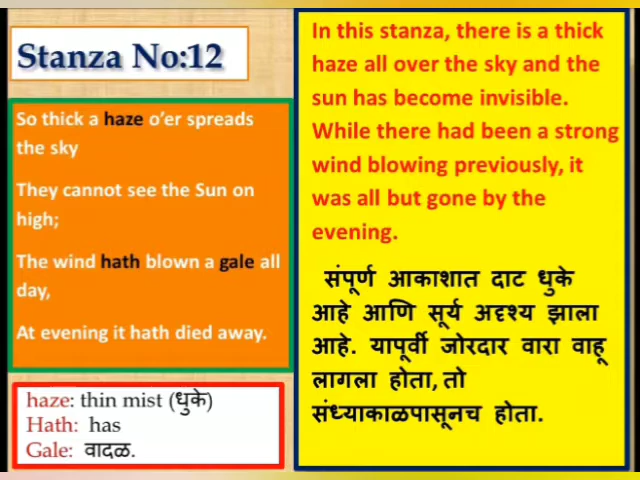 Stanza No:12
So thick a haze o'er spreads
the sky
They cannot see the Sun on
high;
The wind hath blown a gale all
day,
At evening it hath died away.
haze: thin mist (धुके)
Hath: has
Gale: वादळ.
In this stanza, there is a thick
haze all over the sky and the
sun has become invisible.
While there had been a strong
wind blowing previously, it
was all but gone by the
evening.
संपूर्ण आकाशात दाट धुके
आहे आणि सूर्य अदृश्य झाला
आहे. यापूर्वी जोरदार वारा वाहू
लागला होता, तो
संध्याकाळपासूनच होता.